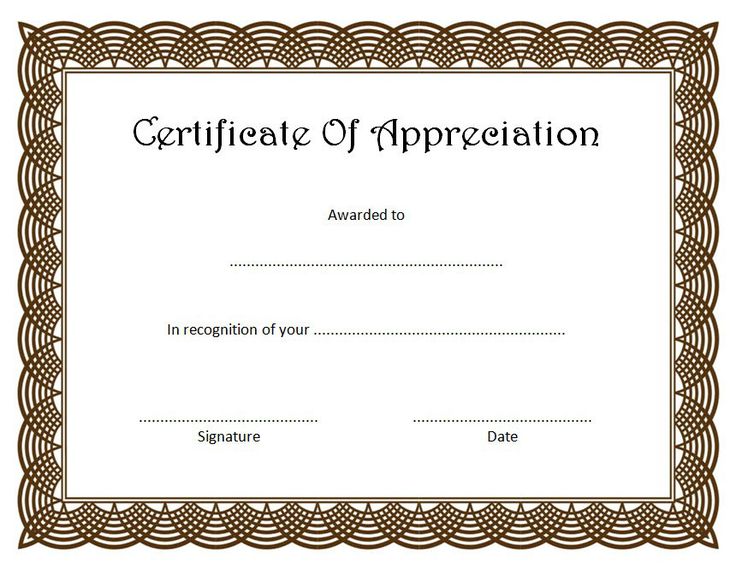 Certificate Of Appreciation
Awarded to
................................................................
In recognition of your ...........................................................
.......................................... ..........................................
Signature Date